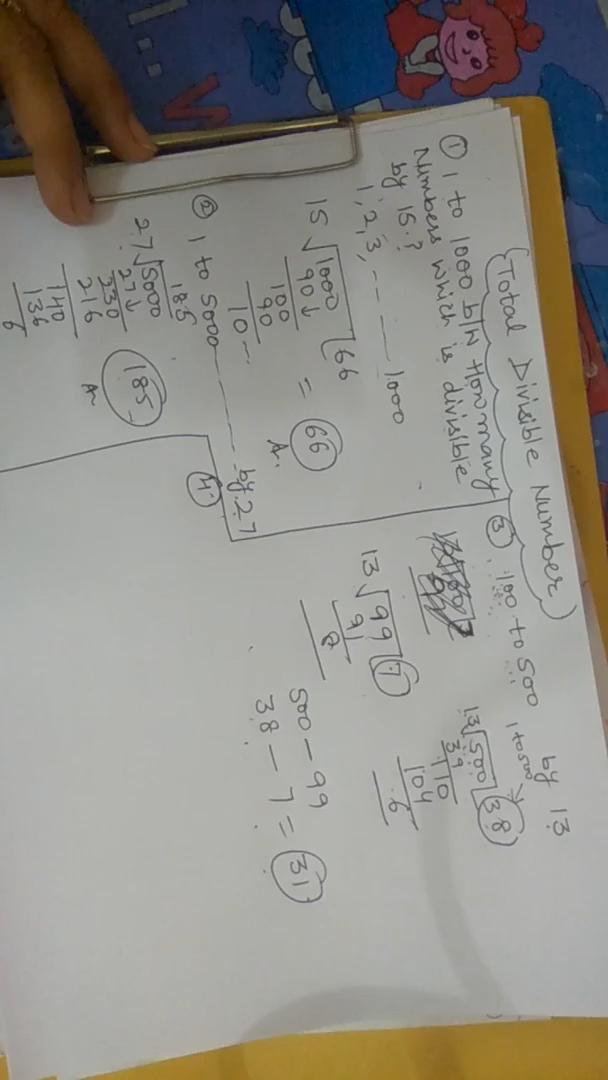 (Total Divisible Number)
① 1 to 1000 b/w How many
Numbers which is divisible
by 15.?
1, 2, 3, - - - - 1000
15 √1000 66
90↓
100
90
10
= 66
A.
② 1 to 5000 - - - - by 27
185
27 √5000
27↓
230
216
140
136
6
185
A
③ 100 to 500 by 13
1 to 500 →
13 √500 38
39
110
104
6
13 √99 7
91
8
500 - 99
38 - 7 = 31
④